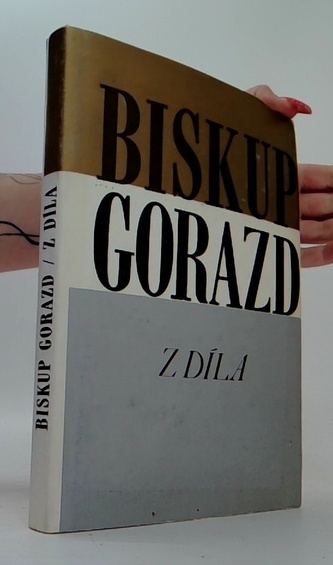 BISKUP
GORAZD
Z DÍLA
BISKUP GORAZD / Z DÍLA